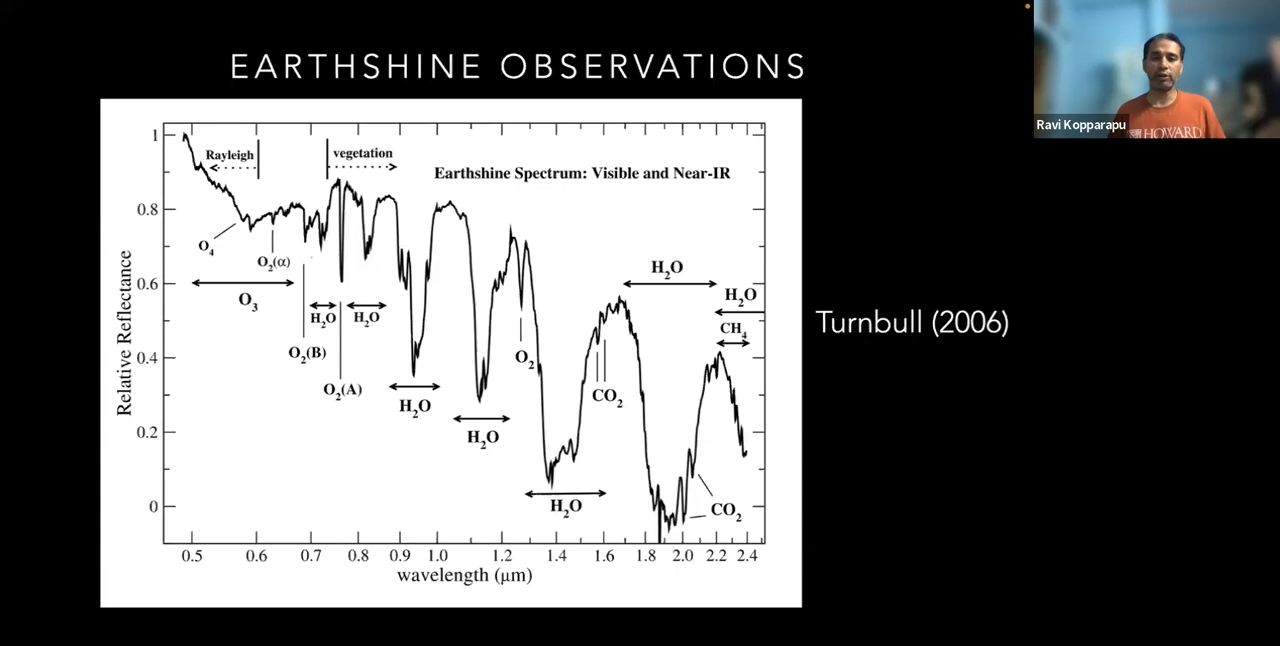 EARTHSHINE OBSERVATIONS
Ravi Kopparapu
HOWARD
Earthshine Spectrum: Visible and Near-IR
Rayleigh
vegetation
O₄
O₂(α)
O₃
H₂O
H₂O
O₂(B)
O₂(A)
H₂O
H₂O
O₂
H₂O
CO₂
H₂O
H₂O
CH₄
CO₂
Relative Reflectance
1
0.8
0.6
0.4
0.2
0
0.5 0.6 0.7 0.8 0.9 1.0 1.2 1.4 1.6 1.8 2.0 2.2 2.4
wavelength (μm)
Turnbull (2006)